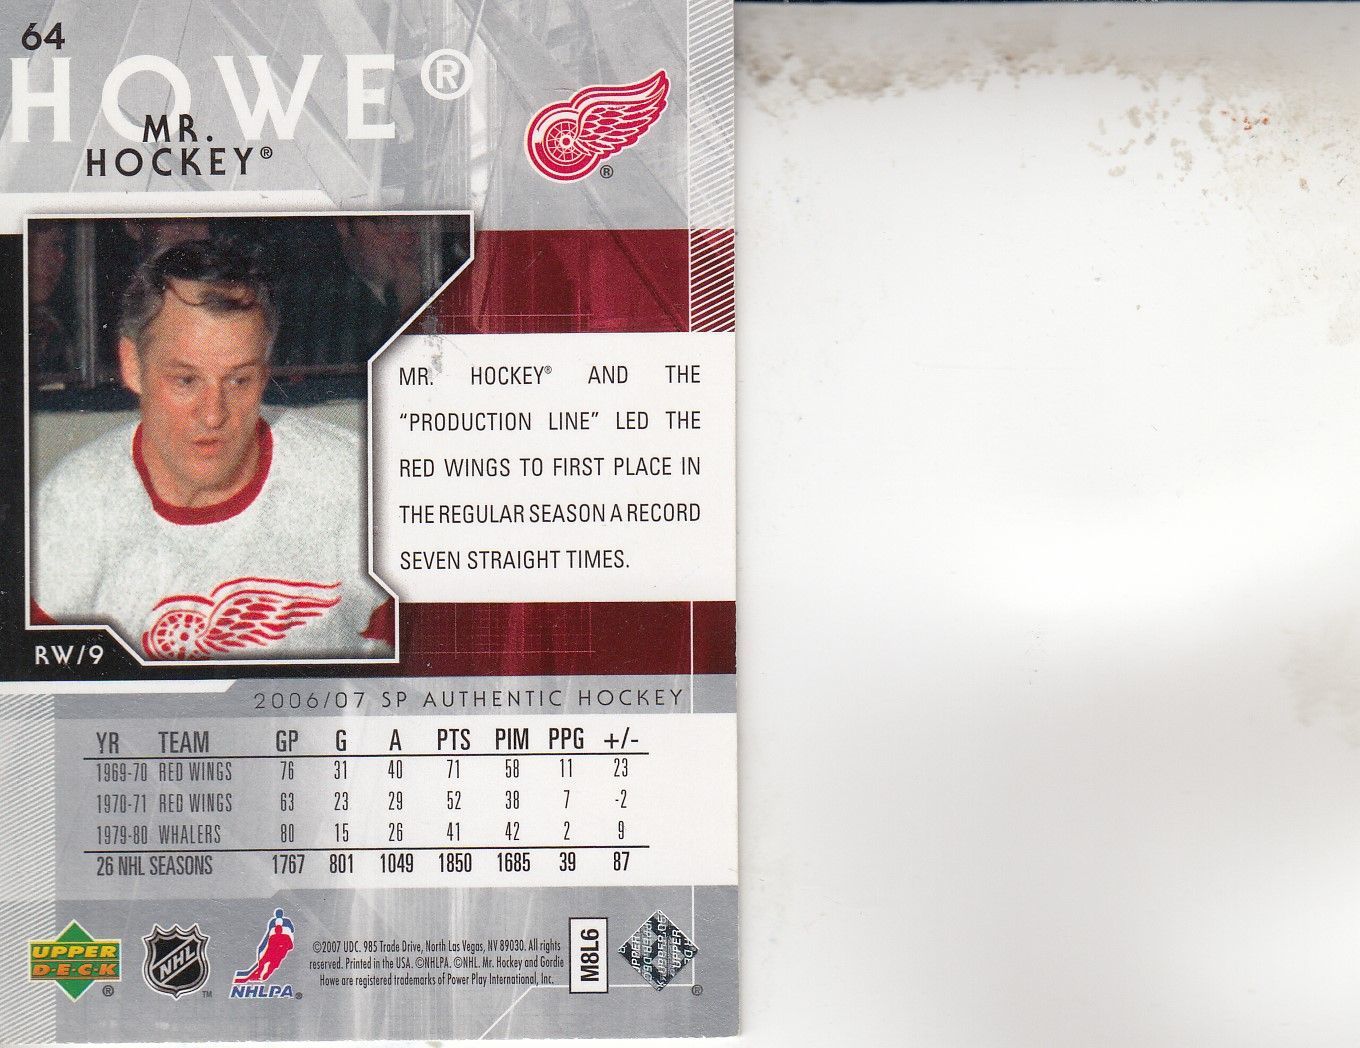 64
HOWE®
MR.
HOCKEY®
®
MR. HOCKEY® AND THE
"PRODUCTION LINE" LED THE
RED WINGS TO FIRST PLACE IN
THE REGULAR SEASON A RECORD
SEVEN STRAIGHT TIMES.
RW/9
2006/07 SP AUTHENTIC HOCKEY
YR TEAM GP G A PTS PIM PPG +/-
1969-70 RED WINGS 76 31 40 71 58 11 23
1970-71 RED WINGS 63 23 29 52 38 7 -2
1979-80 WHALERS 80 15 26 41 42 2 9
26 NHL SEASONS 1767 801 1049 1850 1685 39 87
UPPER
D·E·C·K
®
NHL
TM
NHLPA®
©2007 UDC. 985 Trade Drive, North Las Vegas, NV 89030. All rights
reserved. Printed in the USA. ©NHLPA. ©NHL. Mr. Hockey and Gordie
Howe are registered trademarks of Power Play International, Inc.
M8L6
UPPER
®